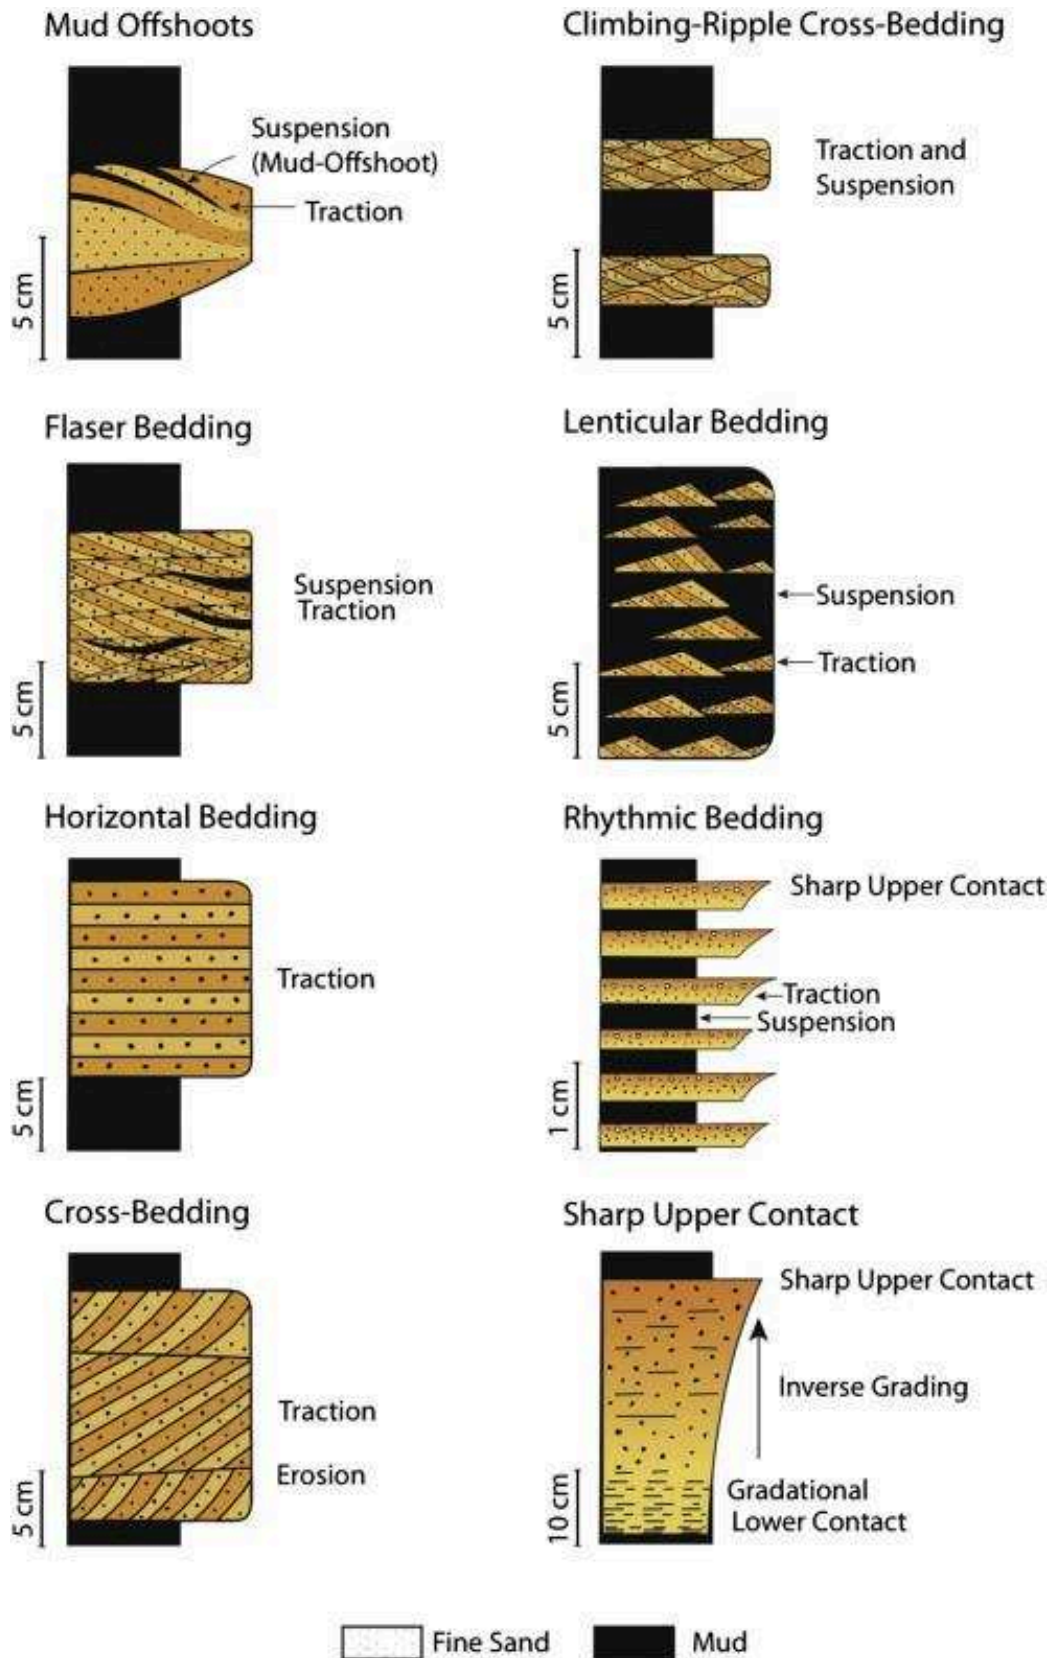 Mud Offshoots
Suspension
(Mud-Offshoot)
Traction
5 cm
Climbing-Ripple Cross-Bedding
Traction and
Suspension
5 cm
Flaser Bedding
Suspension
Traction
5 cm
Lenticular Bedding
Suspension
Traction
5 cm
Horizontal Bedding
Traction
5 cm
Rhythmic Bedding
Sharp Upper Contact
Traction
Suspension
1 cm
Cross-Bedding
Traction
Erosion
5 cm
Sharp Upper Contact
Sharp Upper Contact
Inverse Grading
Gradational
Lower Contact
10 cm
Fine Sand
Mud